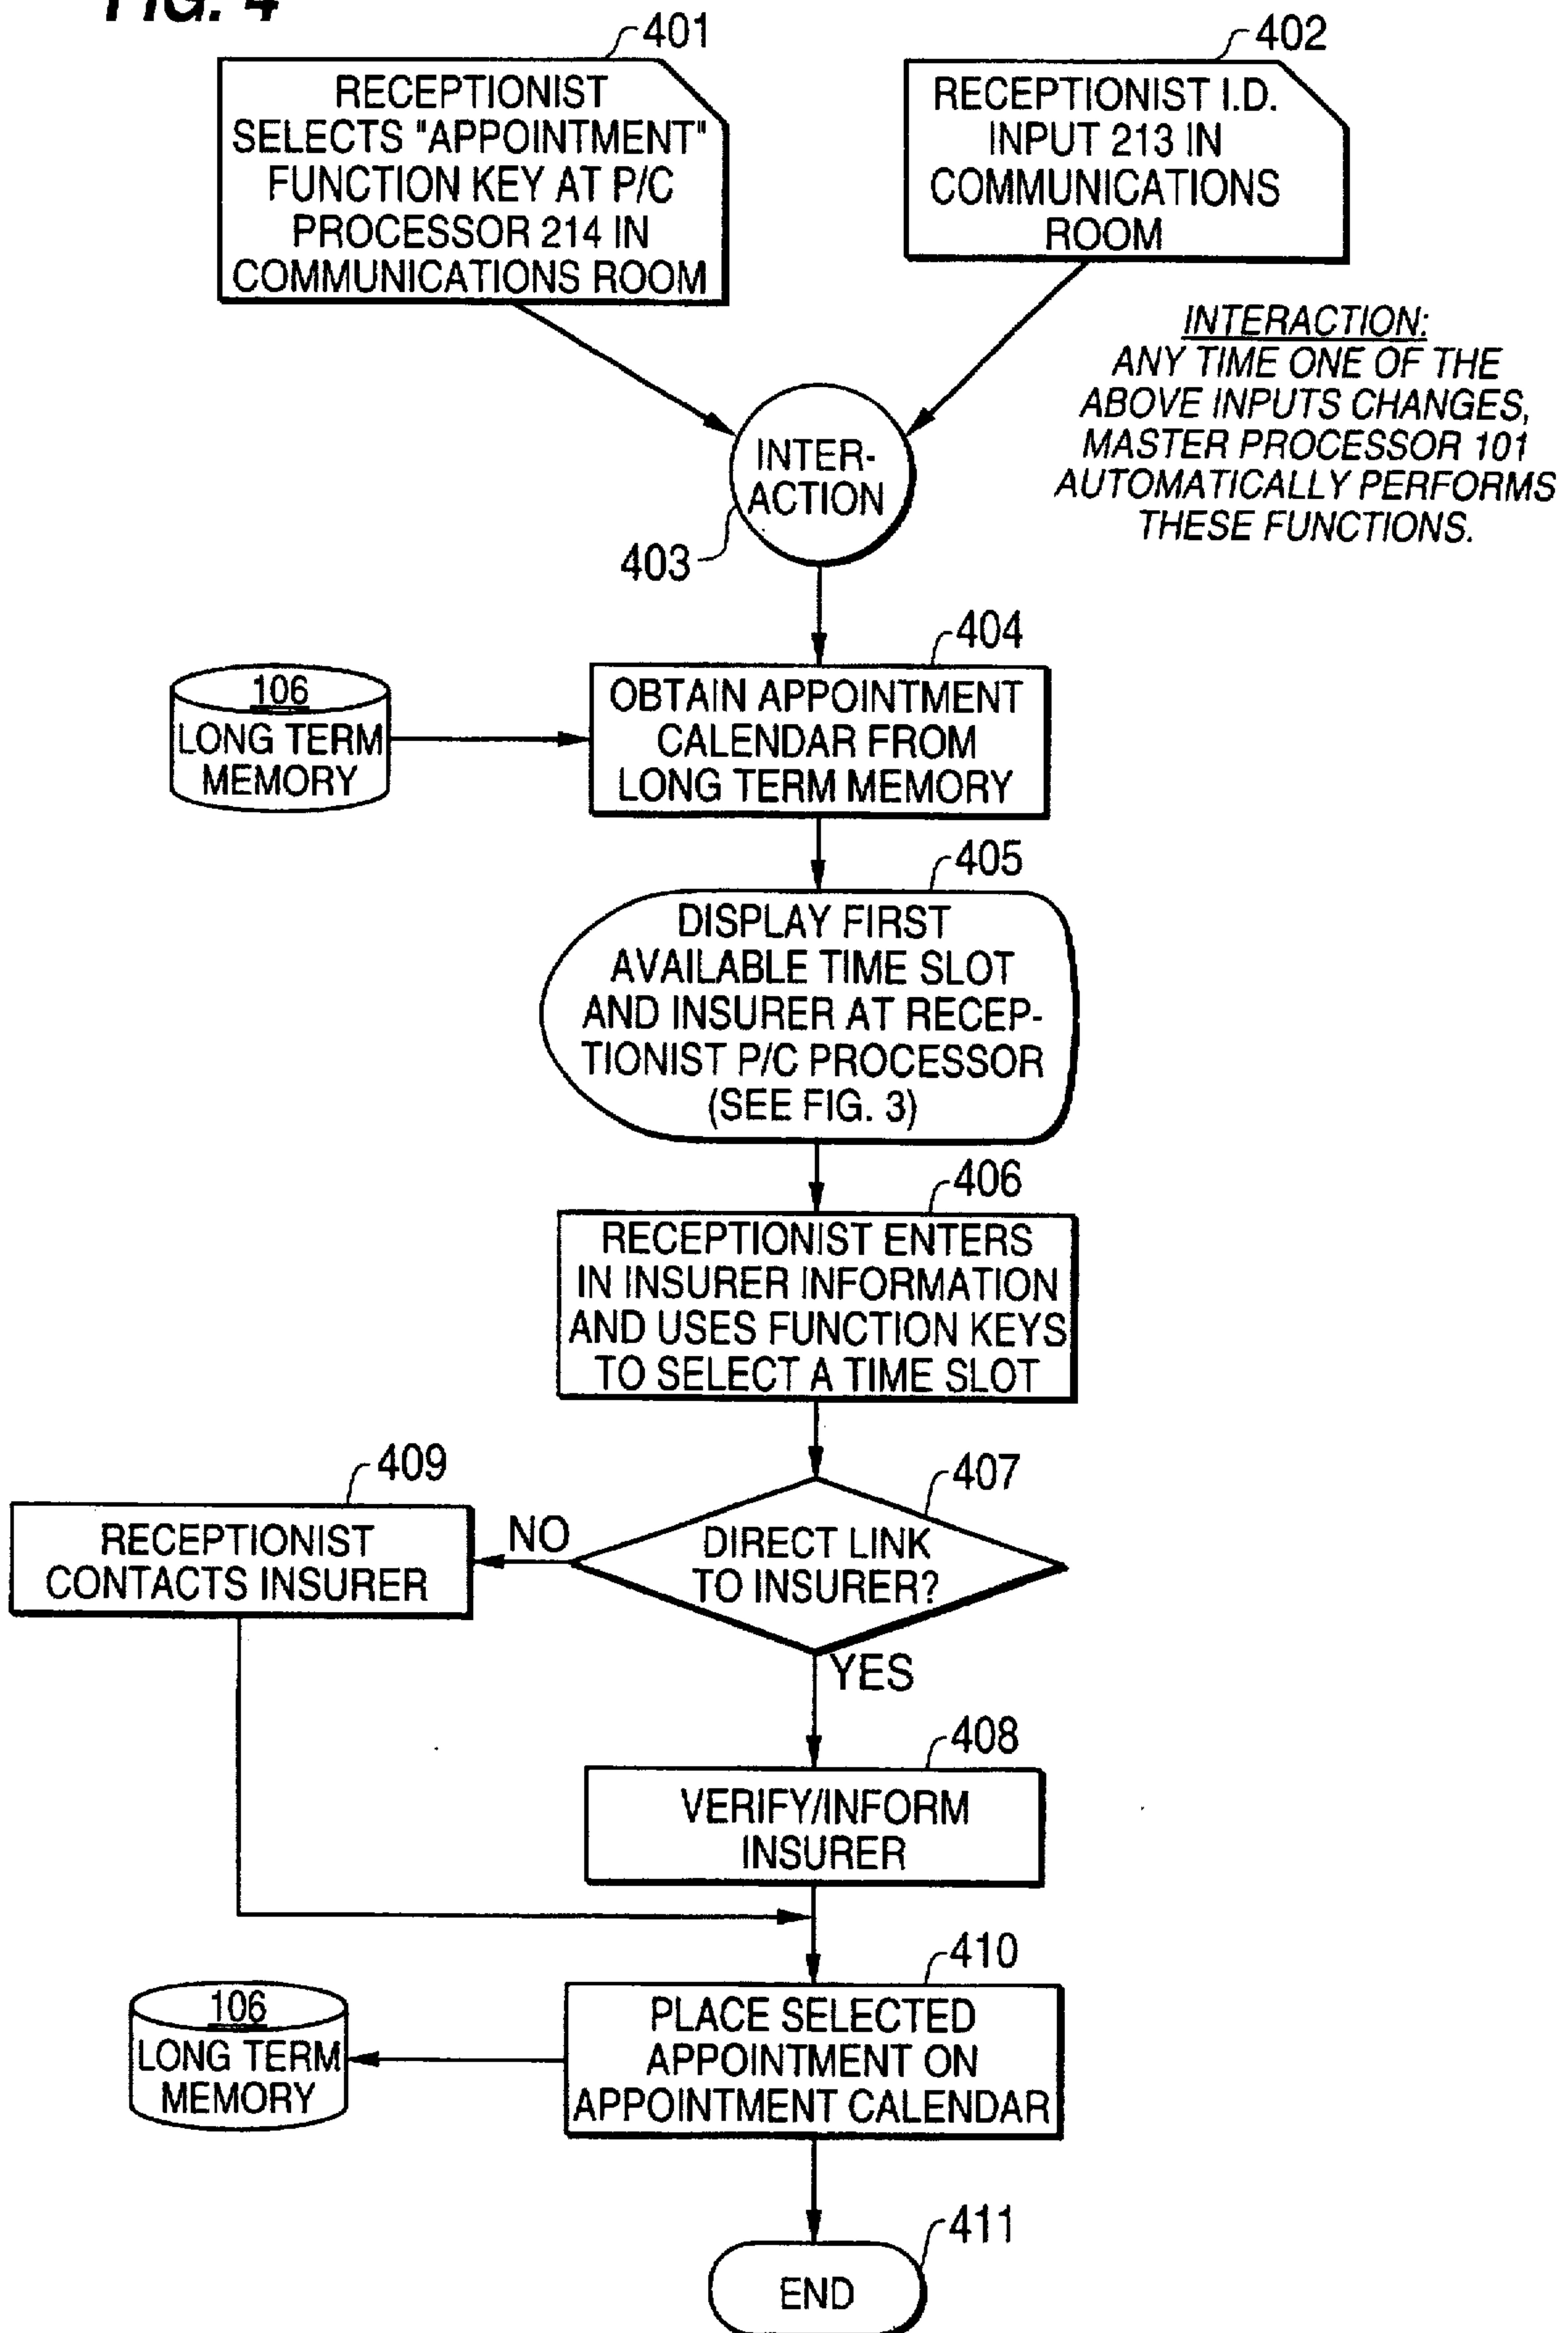 FIG. 4
401
RECEPTIONIST
SELECTS "APPOINTMENT"
FUNCTION KEY AT P/C
PROCESSOR 214 IN
COMMUNICATIONS ROOM
402
RECEPTIONIST I.D.
INPUT 213 IN
COMMUNICATIONS
ROOM
INTERACTION:
ANY TIME ONE OF THE
ABOVE INPUTS CHANGES,
MASTER PROCESSOR 101
AUTOMATICALLY PERFORMS
THESE FUNCTIONS.
INTER-
ACTION
403
404
106
LONG TERM
MEMORY
OBTAIN APPOINTMENT
CALENDAR FROM
LONG TERM MEMORY
405
DISPLAY FIRST
AVAILABLE TIME SLOT
AND INSURER AT RECEP-
TIONIST P/C PROCESSOR
(SEE FIG. 3)
406
RECEPTIONIST ENTERS
IN INSURER INFORMATION
AND USES FUNCTION KEYS
TO SELECT A TIME SLOT
409
RECEPTIONIST
CONTACTS INSURER
NO
407
DIRECT LINK
TO INSURER?
YES
408
VERIFY/INFORM
INSURER
410
106
LONG TERM
MEMORY
PLACE SELECTED
APPOINTMENT ON
APPOINTMENT CALENDAR
411
END